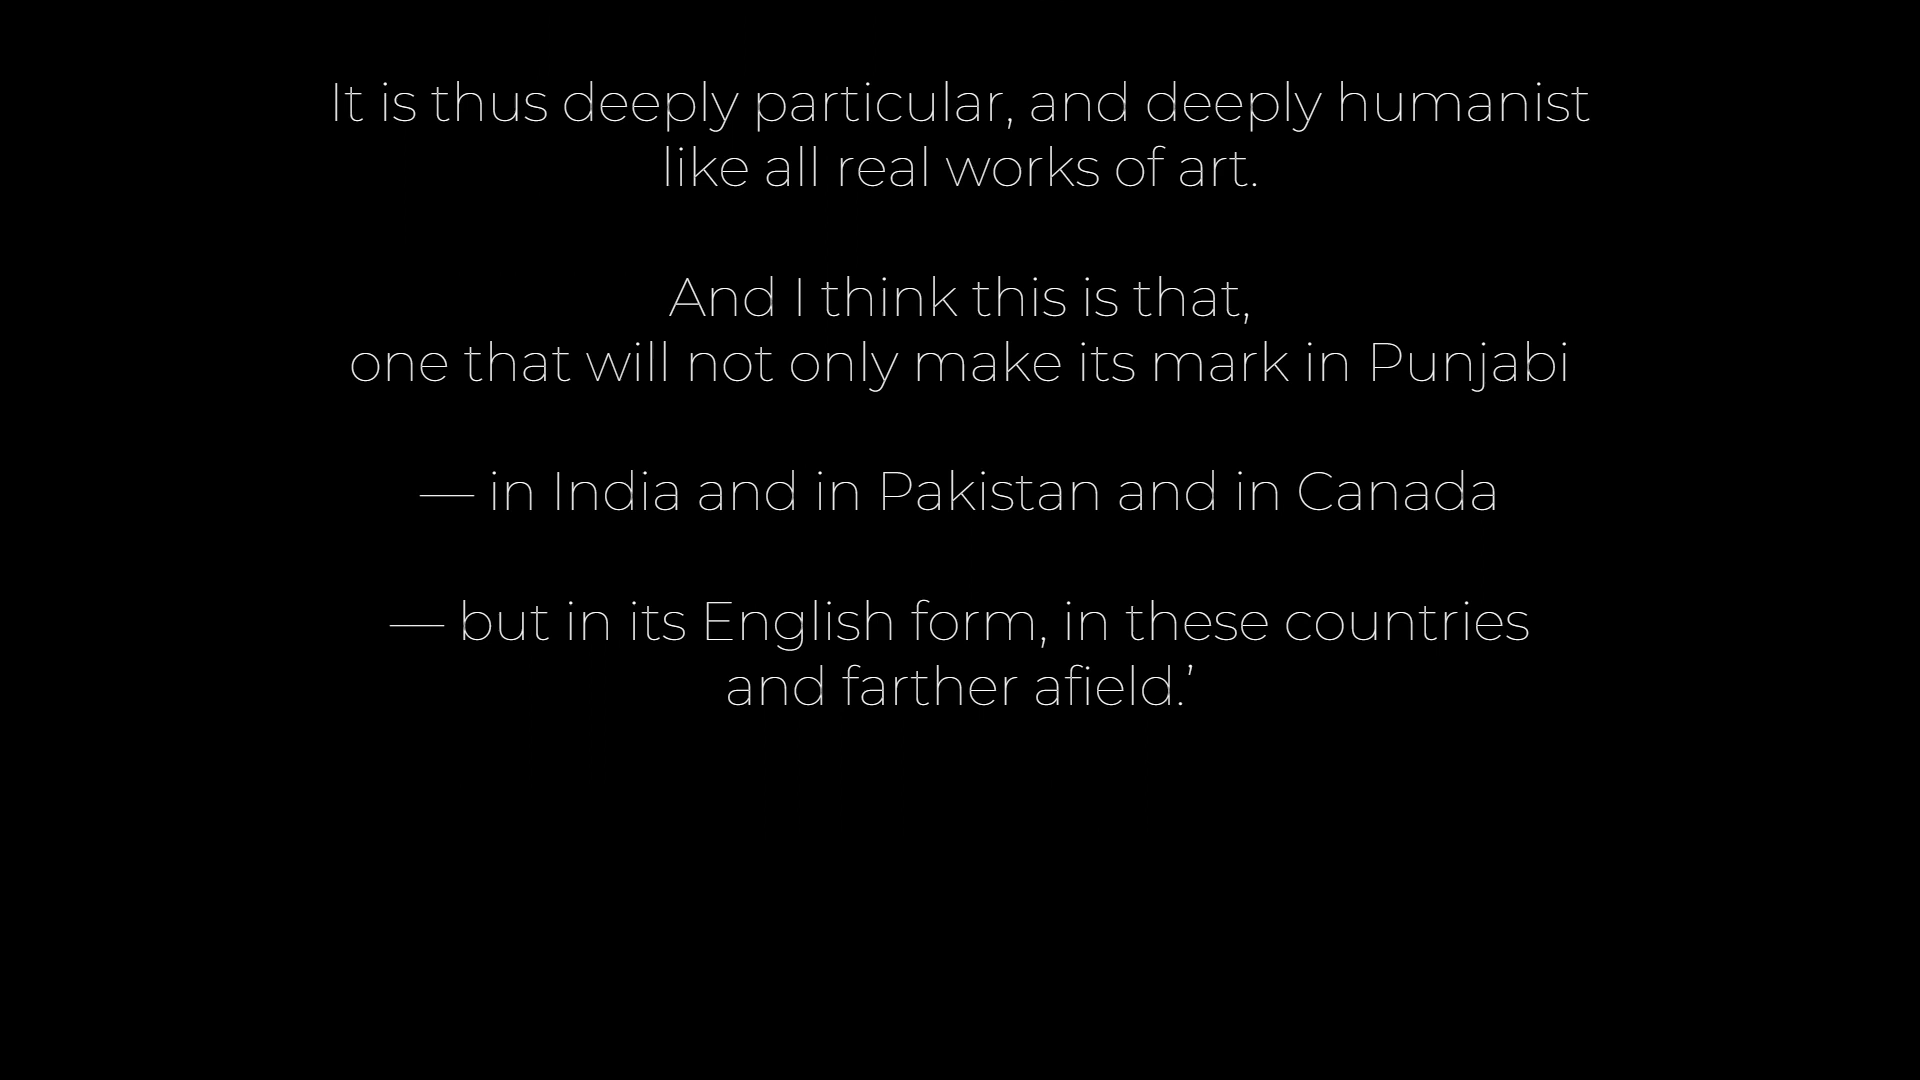 It is thus deeply particular, and deeply humanist
like all real works of art.
And I think this is that,
one that will not only make its mark in Punjabi
— in India and in Pakistan and in Canada
— but in its English form, in these countries
and farther afield.’